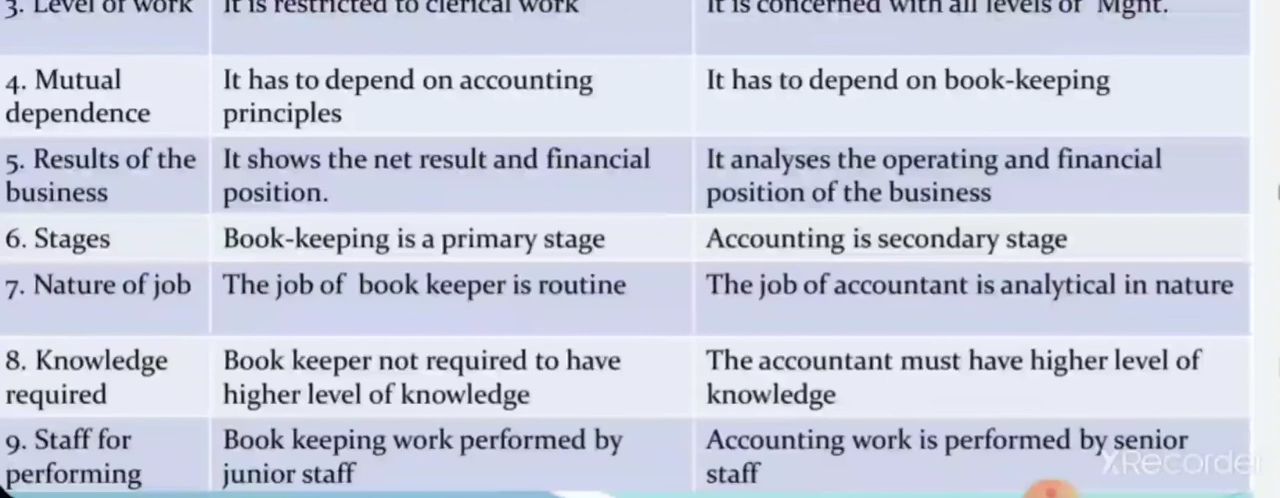 3. Level of work It is restricted to clerical work It is concerned with all levels of Mgnt.
4. Mutual It has to depend on accounting It has to depend on book-keeping
dependence principles
5. Results of the It shows the net result and financial It analyses the operating and financial
business position. position of the business
6. Stages Book-keeping is a primary stage Accounting is secondary stage
7. Nature of job The job of book keeper is routine The job of accountant is analytical in nature
8. Knowledge Book keeper not required to have The accountant must have higher level of
required higher level of knowledge knowledge
9. Staff for Book keeping work performed by Accounting work is performed by senior
performing junior staff staff
XRecorder